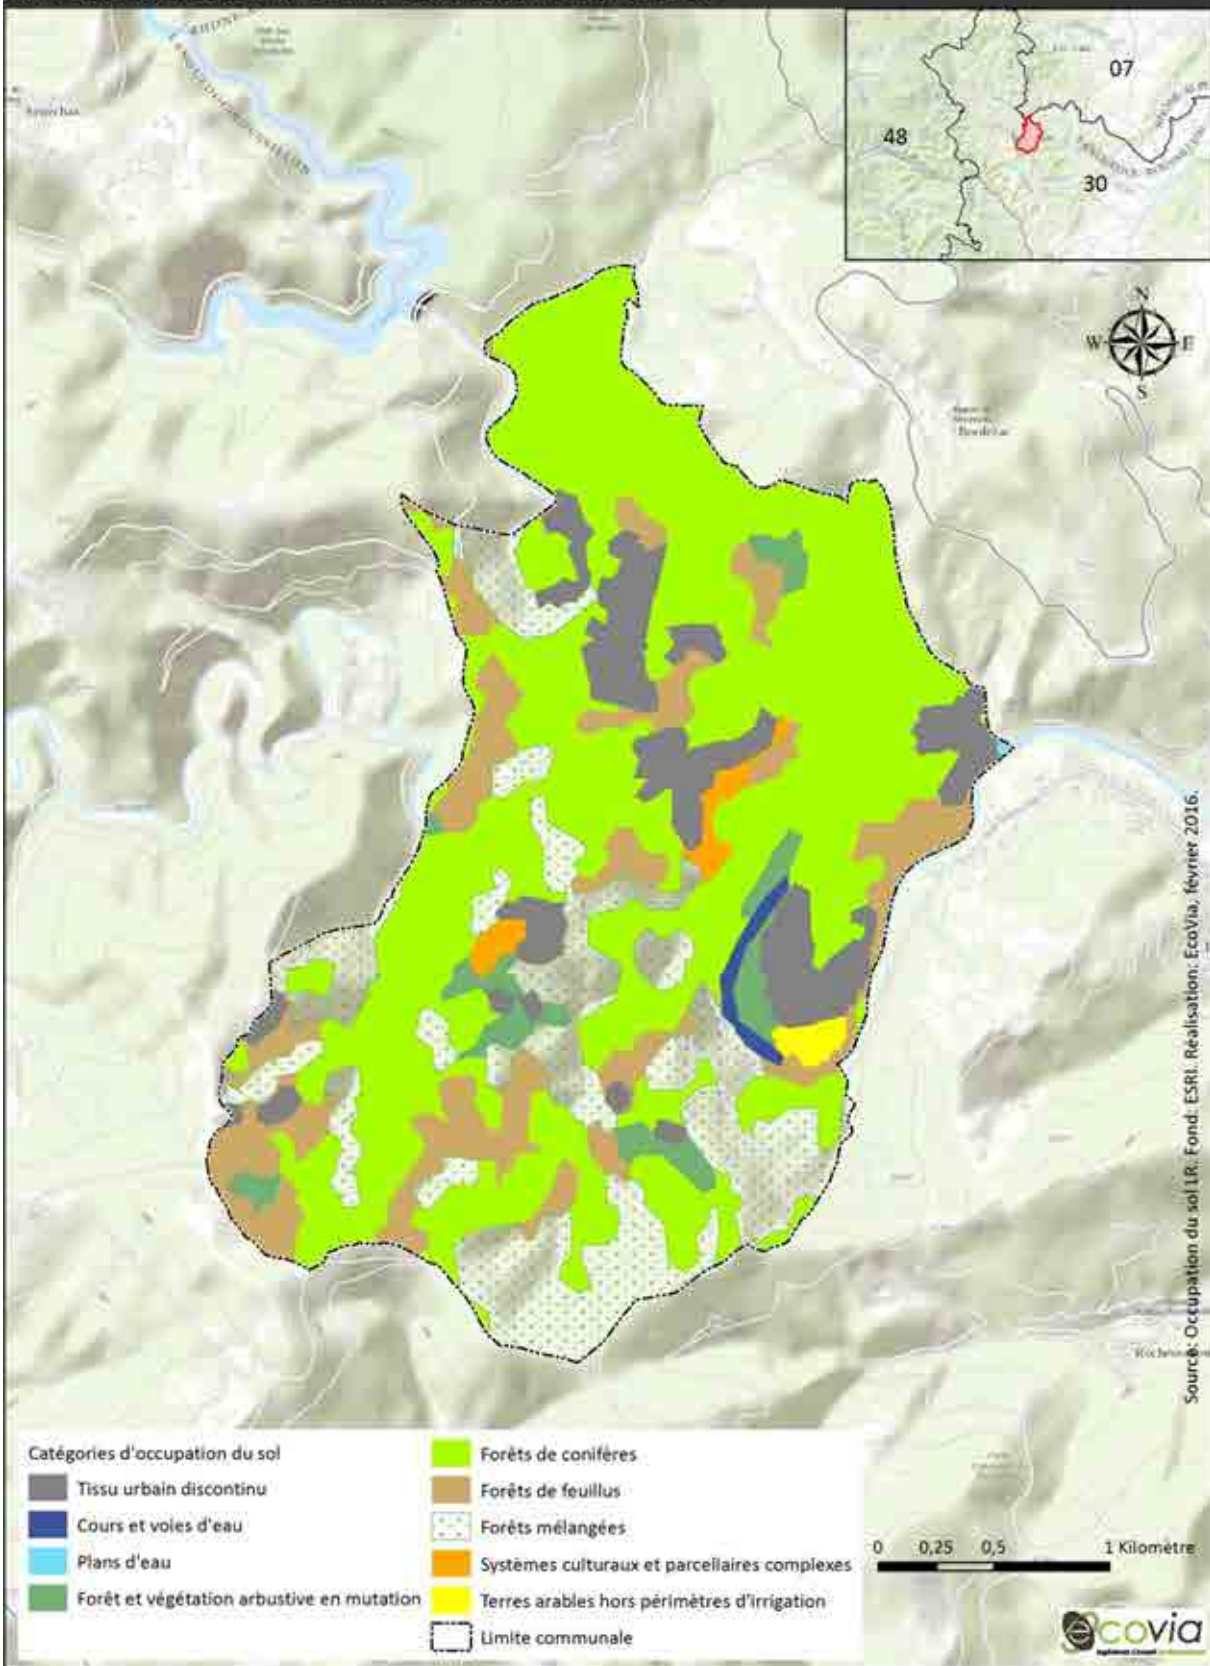 07
48
30
N
W
E
S
Bordezac
Source: Occupation du sol LR. Fond: ESRI. Réalisation: EcoVia, février 2016.
Catégories d'occupation du sol
Tissu urbain discontinu
Cours et voies d'eau
Plans d'eau
Forêt et végétation arbustive en mutation
Forêts de conifères
Forêts de feuillus
Forêts mélangées
Systèmes culturaux et parcellaires complexes
Terres arables hors périmètres d'irrigation
Limite communale
0 0,25 0,5 1 Kilomètre
ecovia